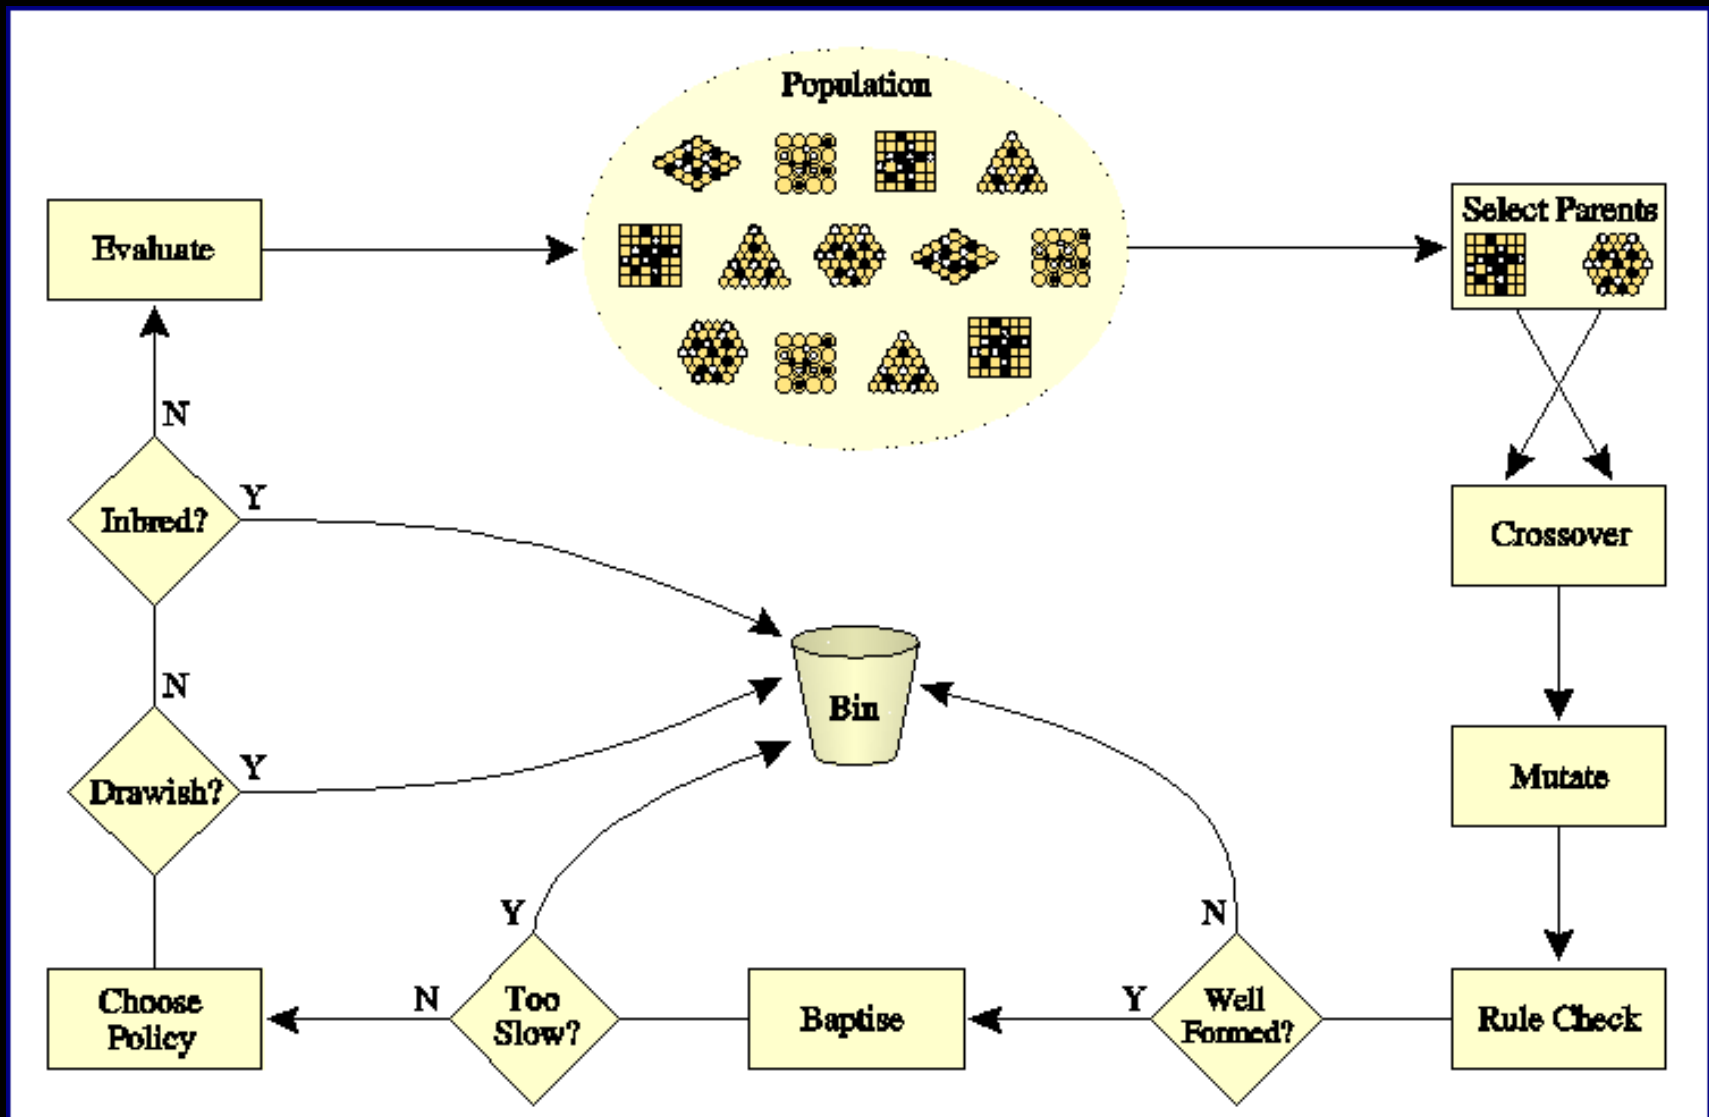 Population
Evaluate
Select Parents
N
Inbred?
Y
Crossover
Bin
N
Drawish?
Y
Mutate
Y
N
Choose
Policy
N
Too
Slow?
Baptise
Y
Well
Formed?
Rule Check